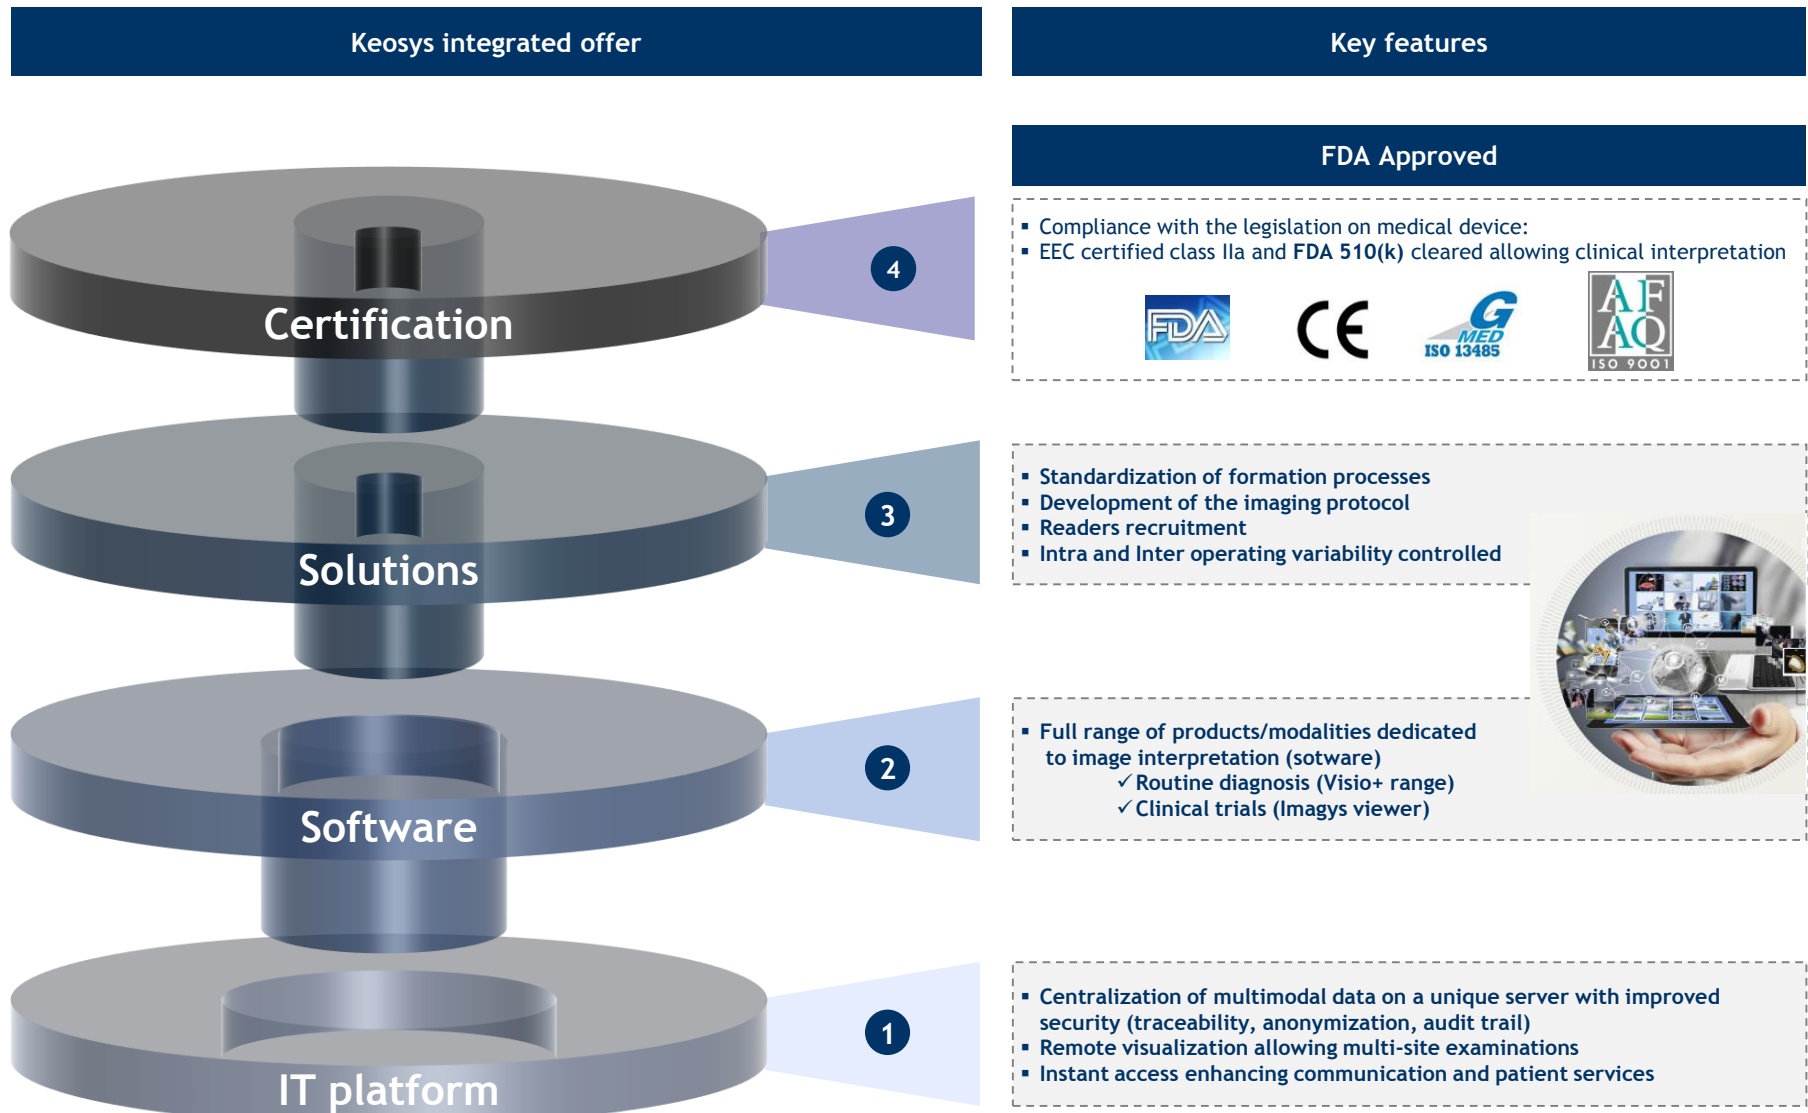 Keosys integrated offer
Key features
FDA Approved
Certification
4
▪ Compliance with the legislation on medical device:
▪ EEC certified class IIa and FDA 510(k) cleared allowing clinical interpretation
FDA
CE
G
MED
ISO 13485
AF
AQ
ISO 9001
Solutions
3
▪ Standardization of formation processes
▪ Development of the imaging protocol
▪ Readers recruitment
▪ Intra and Inter operating variability controlled
Software
2
▪ Full range of products/modalities dedicated
to image interpretation (sotware)
✓Routine diagnosis (Visio+ range)
✓Clinical trials (Imagys viewer)
IT platform
1
▪ Centralization of multimodal data on a unique server with improved
security (traceability, anonymization, audit trail)
▪ Remote visualization allowing multi-site examinations
▪ Instant access enhancing communication and patient services